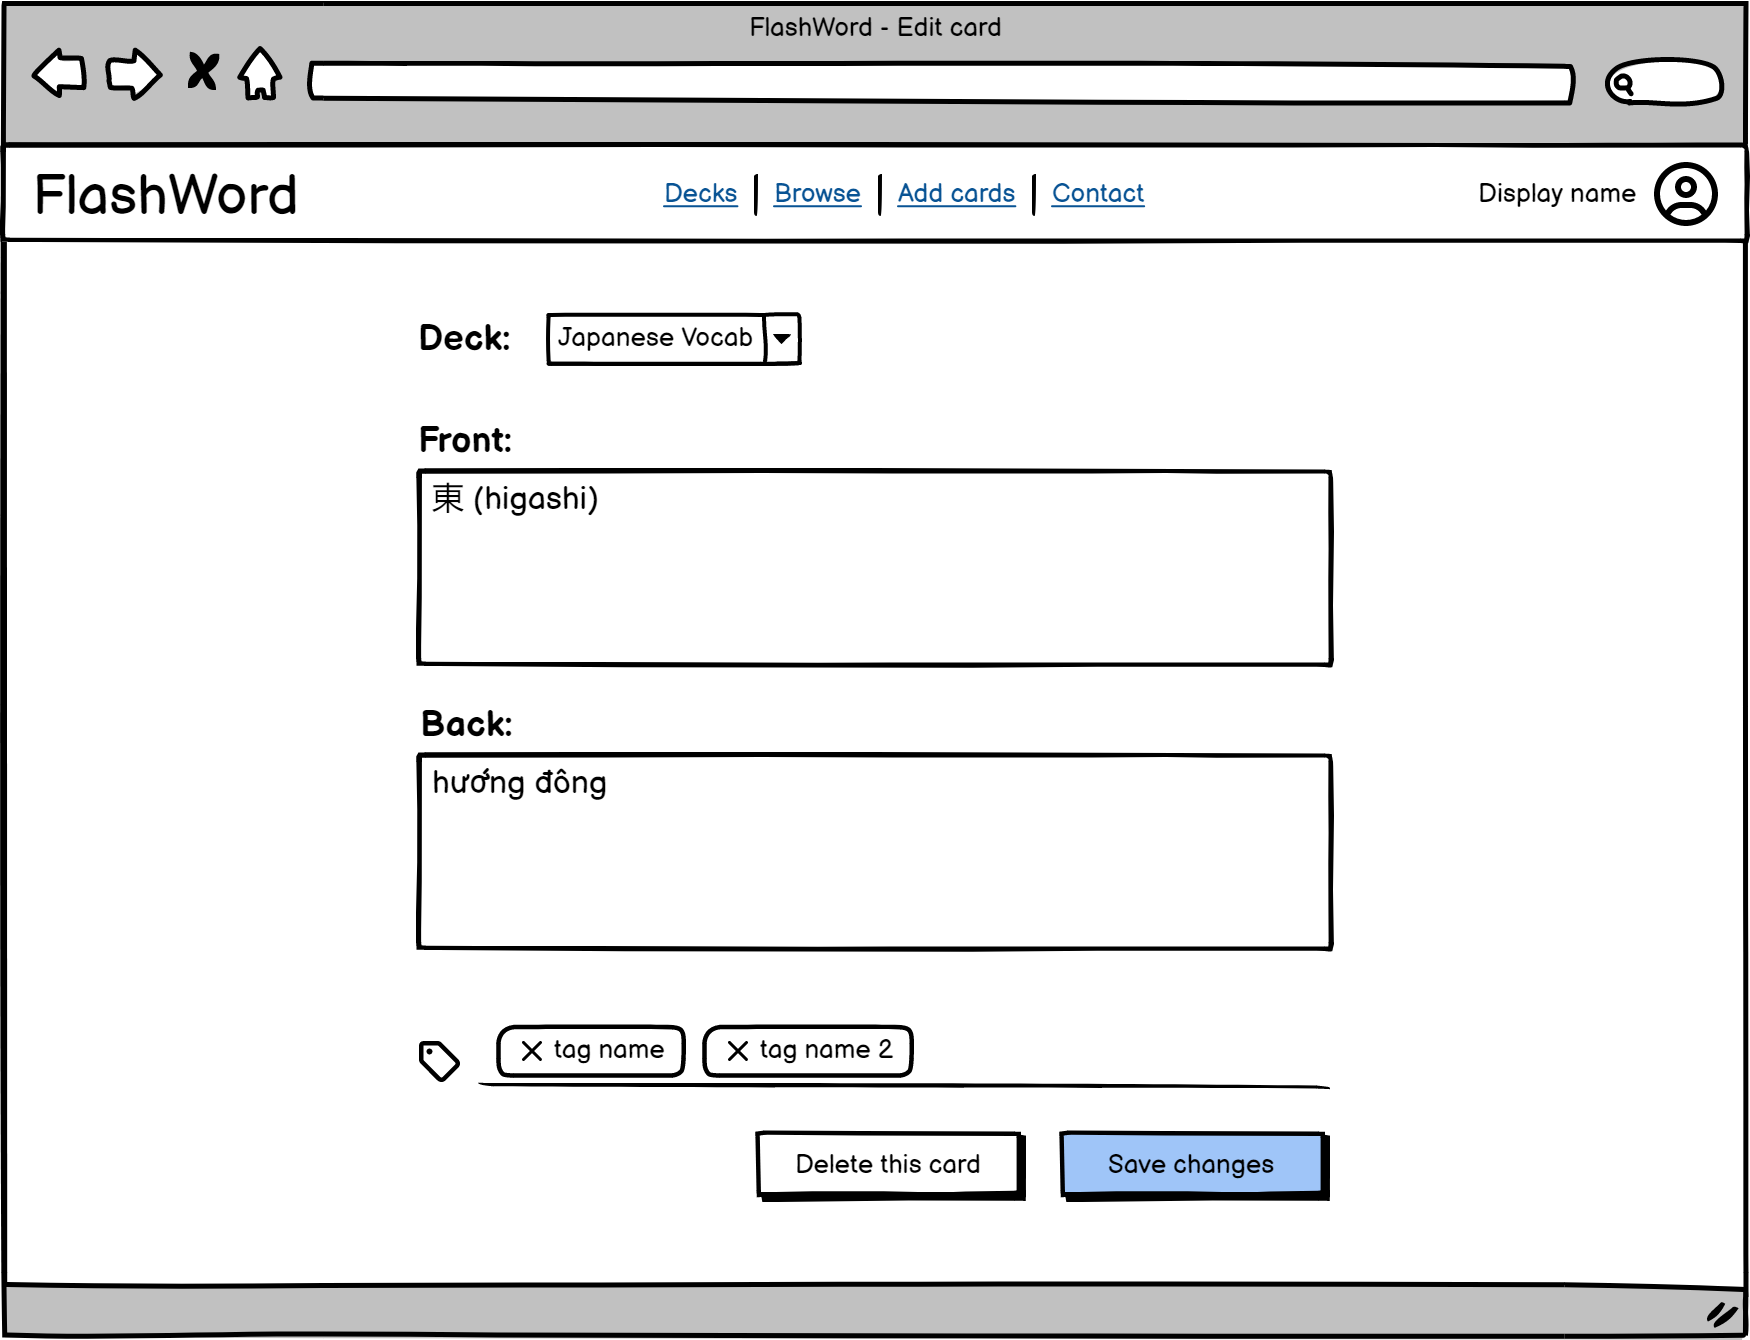 FlashWord - Edit card
FlashWord
Decks Browse Add cards Contact
Display name
Deck: Japanese Vocab
Front:
東 (higashi)
Back:
hướng đông
tag name tag name 2
Delete this card Save changes